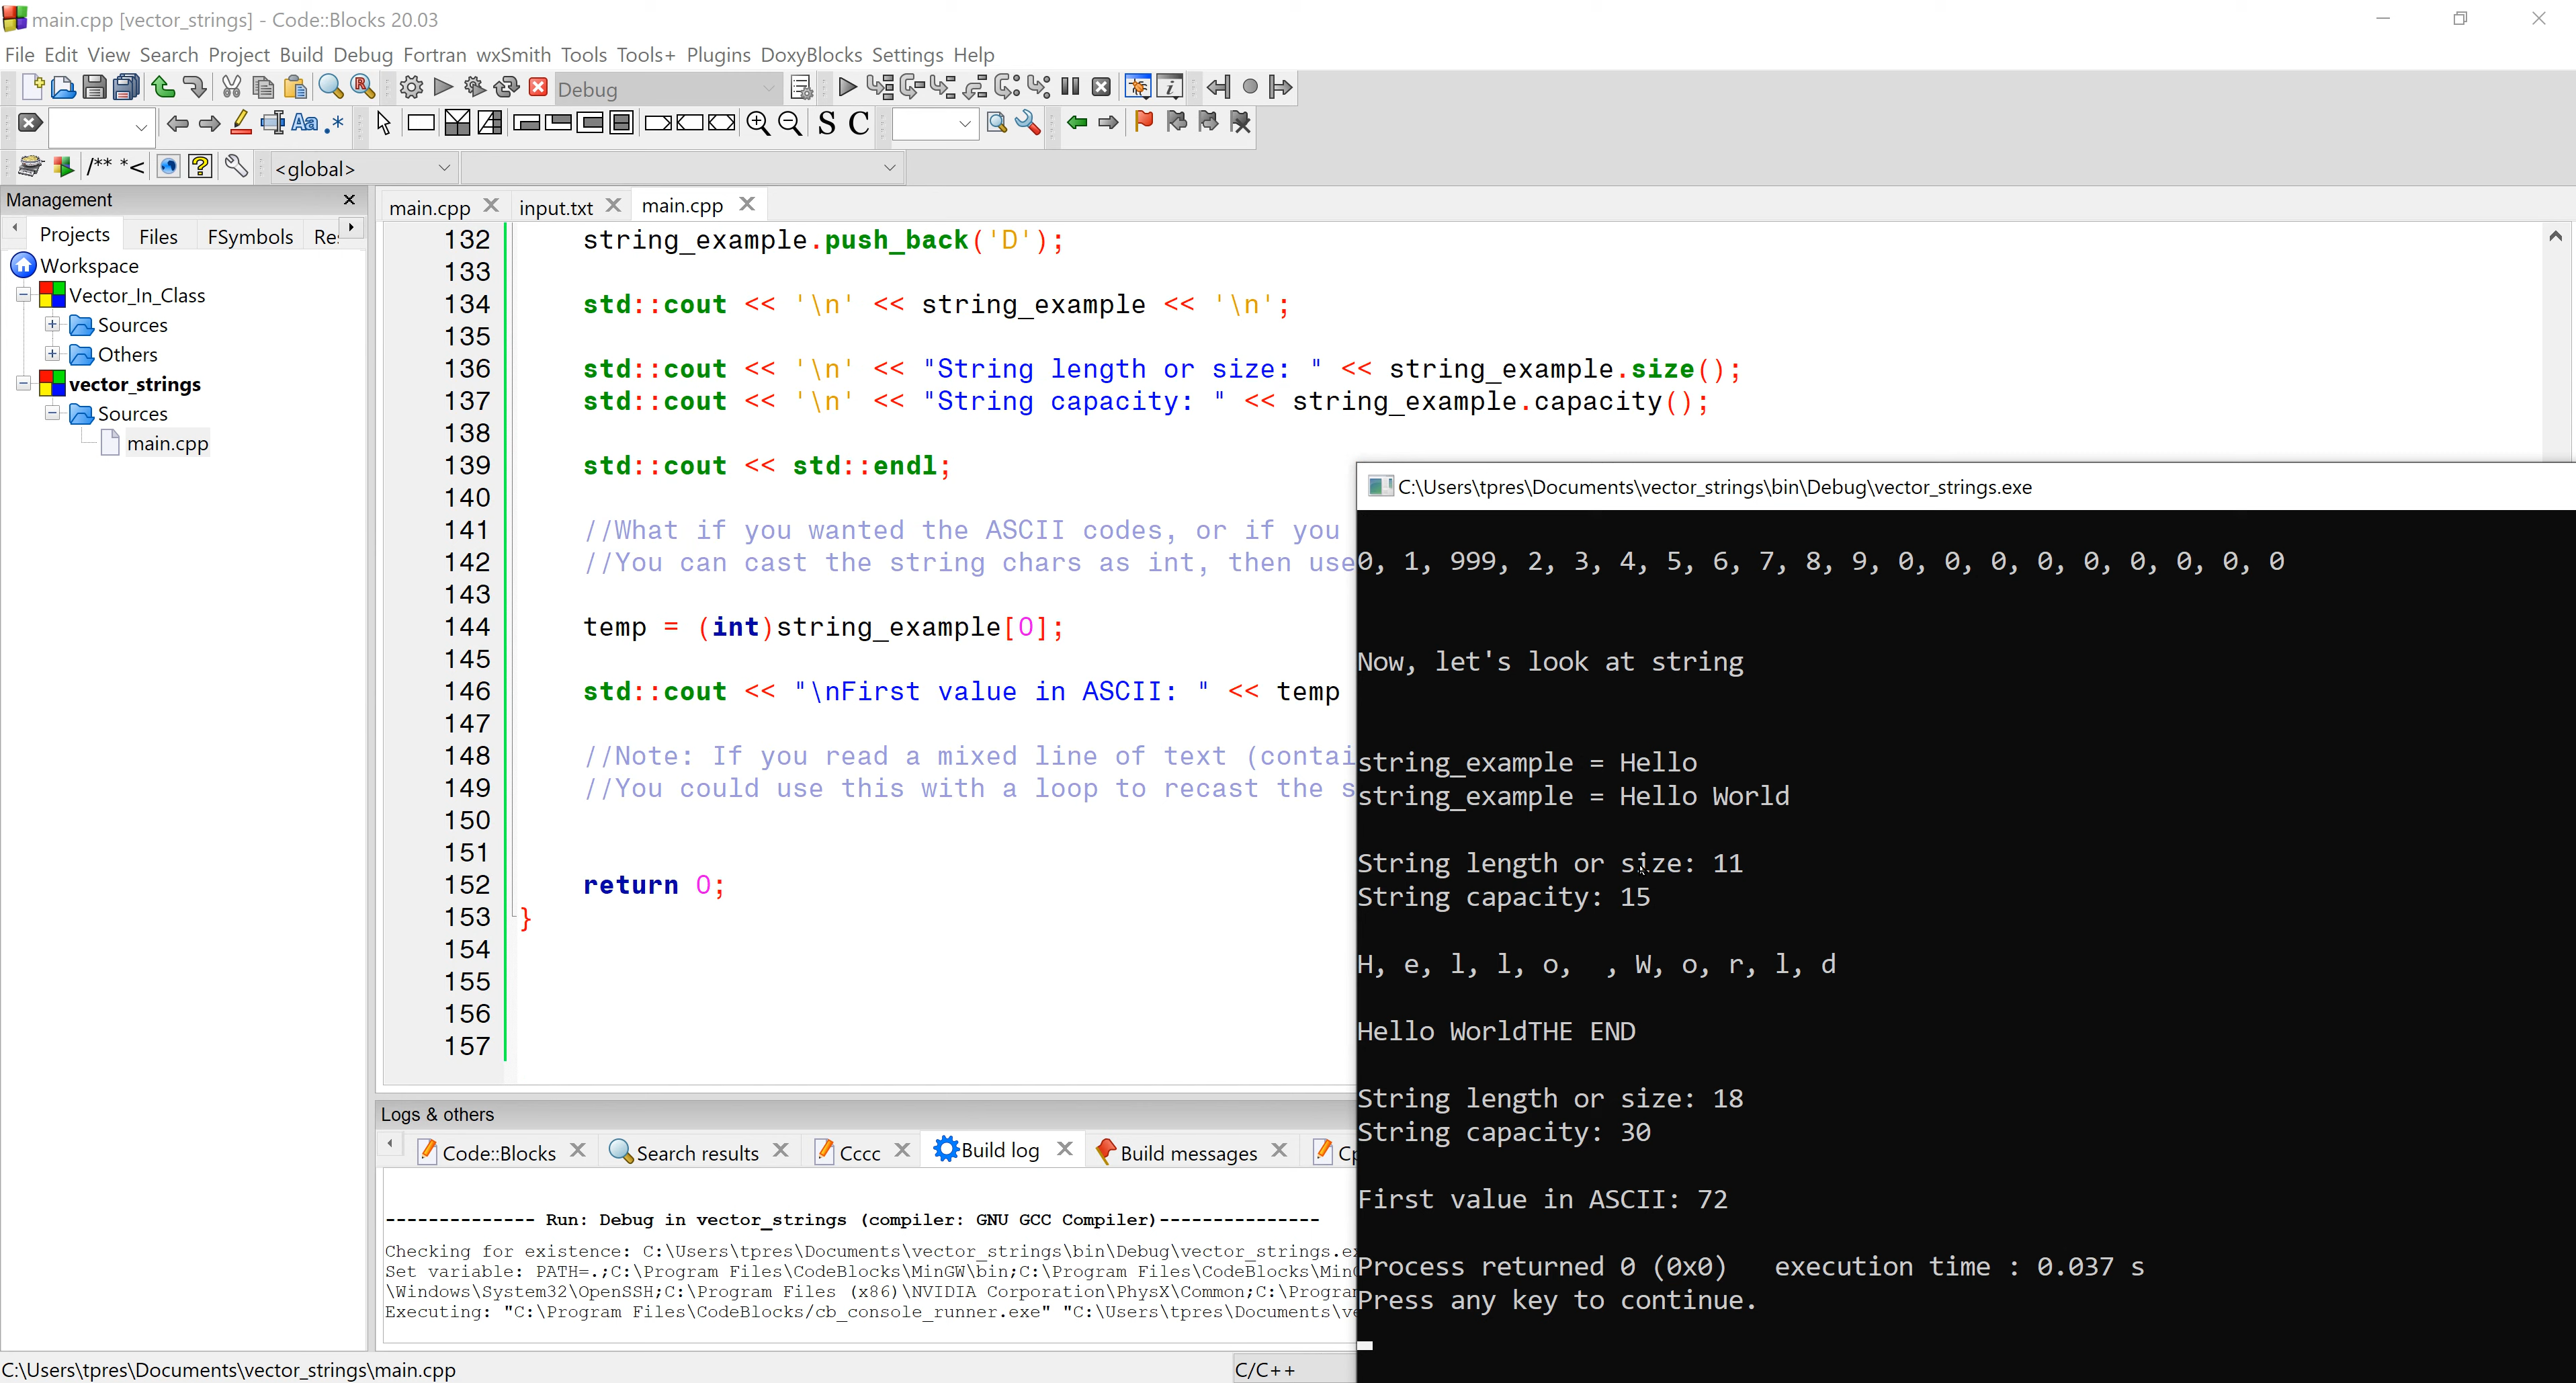 main.cpp [vector_strings] - Code::Blocks 20.03
File Edit View Search Project Build Debug Fortran wxSmith Tools Tools+ Plugins DoxyBlocks Settings Help
Debug
S C
/** *<
<global>
Management
Projects Files FSymbols
Workspace
Vector_In_Class
Sources
Others
vector_strings
Sources
main.cpp
main.cpp input.txt main.cpp
132 string_example.push_back('D');
133
134 std::cout << '\n' << string_example << '\n';
135
136 std::cout << '\n' << "String length or size: " << string_example.size();
137 std::cout << '\n' << "String capacity: " << string_example.capacity();
138
139 std::cout << std::endl;
140
141 //What if you wanted the ASCII codes, or if you
142 //You can cast the string chars as int, then use
143
144 temp = (int)string_example[0];
145
146 std::cout << "\nFirst value in ASCII: " << temp
147
148 //Note: If you read a mixed line of text (contai
149 //You could use this with a loop to recast the s
150
151
152 return 0;
153 }
154
155
156
157
C:\Users\tpres\Documents\vector_strings\bin\Debug\vector_strings.exe
0, 1, 999, 2, 3, 4, 5, 6, 7, 8, 9, 0, 0, 0, 0, 0, 0, 0, 0, 0
Now, let's look at string
string_example = Hello
string_example = Hello World
String length or size: 11
String capacity: 15
H, e, l, l, o,  , W, o, r, l, d
Hello WorldTHE END
String length or size: 18
String capacity: 30
First value in ASCII: 72
Process returned 0 (0x0)   execution time : 0.037 s
Press any key to continue.
Logs & others
Code::Blocks Search results Cccc Build log Build messages
-------------- Run: Debug in vector_strings (compiler: GNU GCC Compiler)---------------
Checking for existence: C:\Users\tpres\Documents\vector_strings\bin\Debug\vector_strings.ex
Set variable: PATH=.;C:\Program Files\CodeBlocks\MinGW\bin;C:\Program Files\CodeBlocks\Min
\Windows\System32\OpenSSH;C:\Program Files (x86)\NVIDIA Corporation\PhysX\Common;C:\Progra
Executing: "C:\Program Files\CodeBlocks/cb_console_runner.exe" "C:\Users\tpres\Documents\ve
C:\Users\tpres\Documents\vector_strings\main.cpp
C/C++